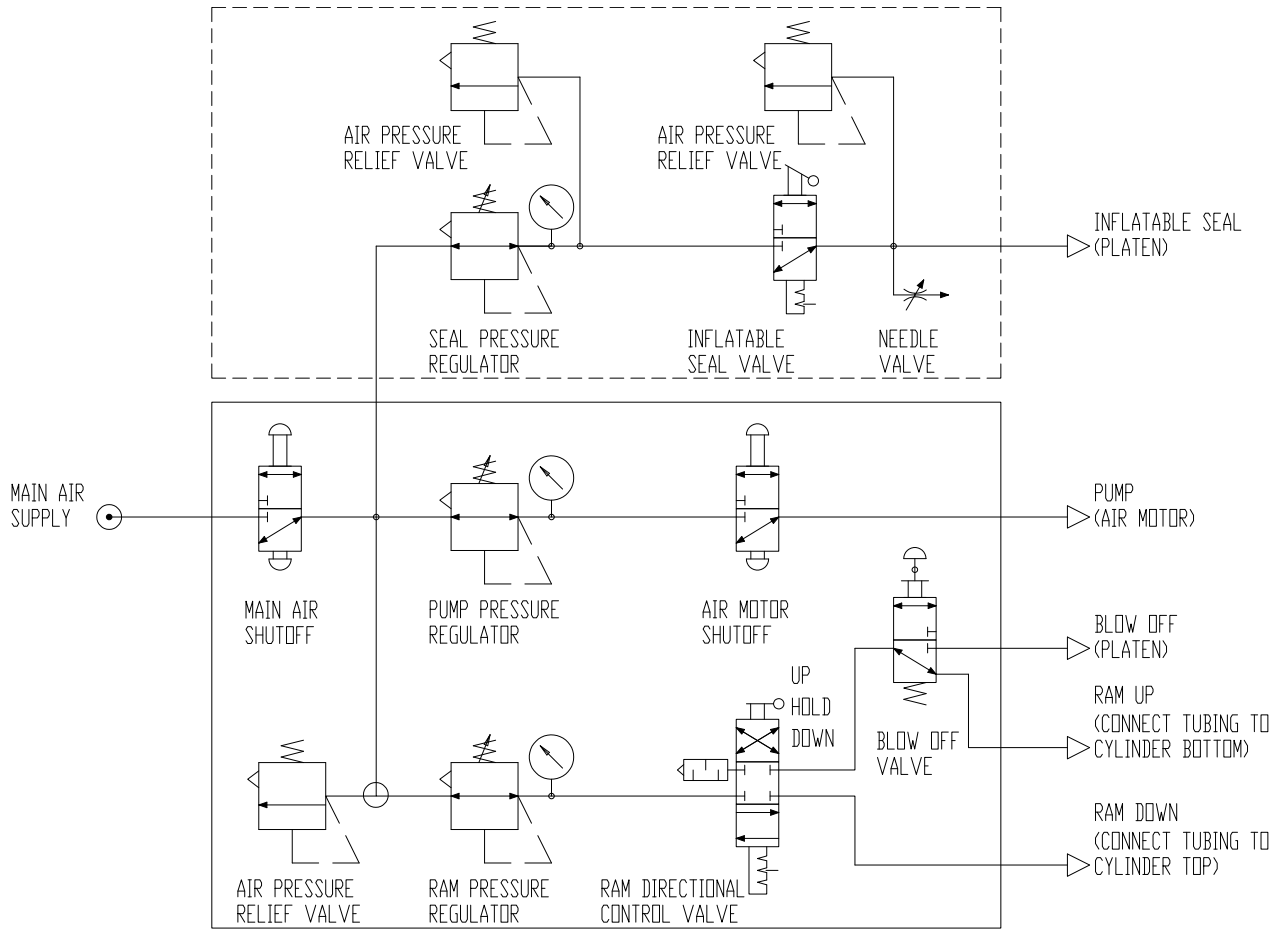 AIR PRESSURE
RELIEF VALVE
AIR PRESSURE
RELIEF VALVE
INFLATABLE SEAL
(PLATEN)
SEAL PRESSURE
REGULATOR
INFLATABLE
SEAL VALVE
NEEDLE
VALVE
MAIN AIR
SUPPLY
PUMP
(AIR MOTOR)
MAIN AIR
SHUTOFF
PUMP PRESSURE
REGULATOR
AIR MOTOR
SHUTOFF
BLOW OFF
(PLATEN)
UP
HOLD
DOWN
BLOW OFF
VALVE
RAM UP
(CONNECT TUBING TO
CYLINDER BOTTOM)
RAM DOWN
(CONNECT TUBING TO
CYLINDER TOP)
AIR PRESSURE
RELIEF VALVE
RAM PRESSURE
REGULATOR
RAM DIRECTIONAL
CONTROL VALVE